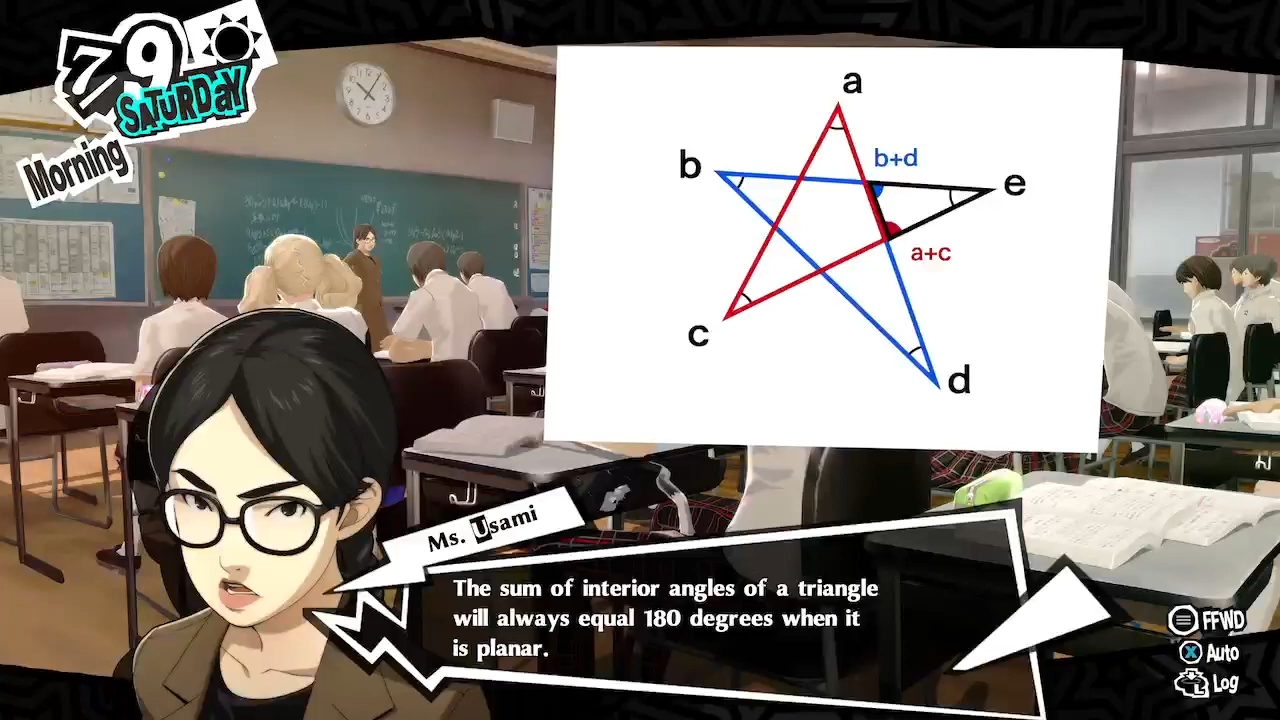 7 9
SATURDAY
Morning
a
b
b+d
e
a+c
c
d
Ms. Usami
The sum of interior angles of a triangle
will always equal 180 degrees when it
is planar.
FFWD
X Auto
L Log